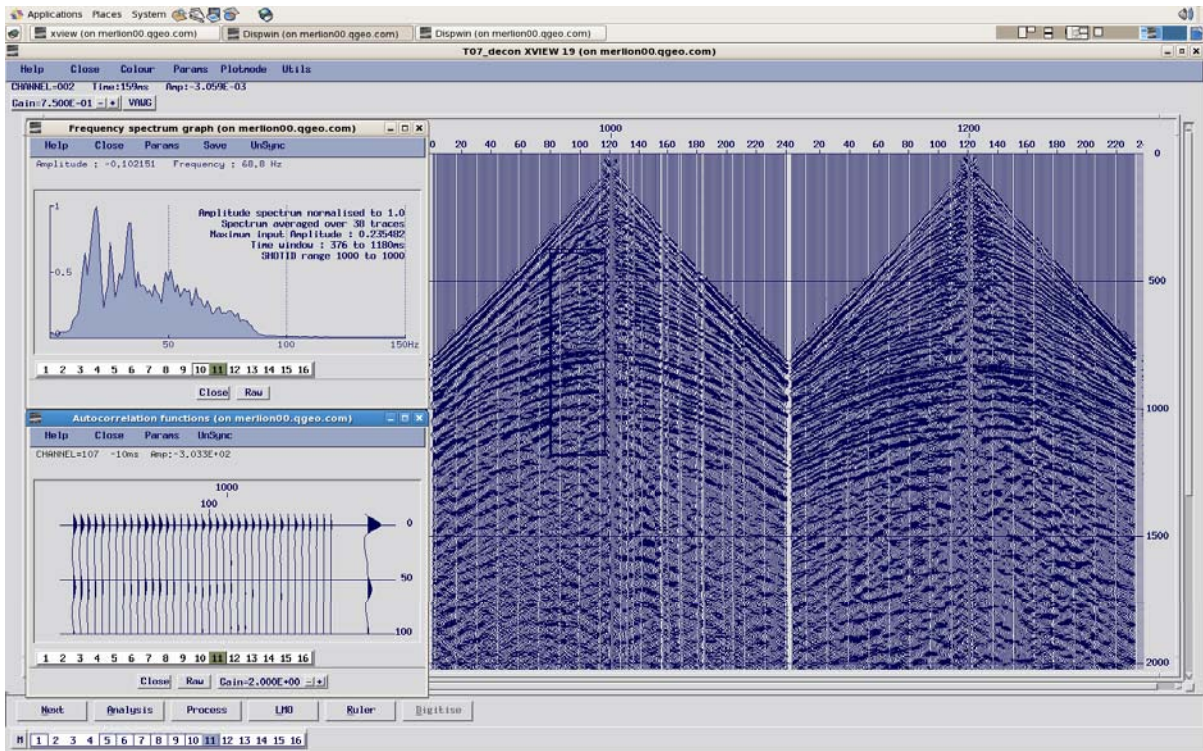 Applications Places System
xview (on merlion00.qgeo.com) Dispwin (on merlion00.qgeo.com) Dispwin (on merlion00.qgeo.com)
T07_decon XVIEW 19 (on merlion00.qgeo.com)
Help Close Colour Params Plotmode Utils
CHANNEL=002 Time:159ms Amp:-3.059E-03
Gain=7.500E-01 - + VAWG
Frequency spectrum graph (on merlion00.qgeo.com)
Help Close Params Save UnSync
Amplitude : -0.102151 Frequency : 68.8 Hz
1
Amplitude spectrum normalised to 1.0
Spectrum averaged over 38 traces
Maximum input Amplitude : 0.235482
Time window : 376 to 1180ms
SHOTID range 1000 to 1000
0.5
0
50 100 150Hz
1 2 3 4 5 6 7 8 9 10 11 12 13 14 15 16
Close Raw
Autocorrelation functions (on merlion00.qgeo.com)
Help Close Params UnSync
CHANNEL=107 -10ms Amp:-3.033E+02
1000
100
0
50
100
1 2 3 4 5 6 7 8 9 10 11 12 13 14 15 16
Close Raw Gain=2.000E+00 - +
1000 1200
0 20 40 60 80 100 120 140 160 180 200 220 240 20 40 60 80 100 120 140 160 180 200 220 2
0
500
1000
1500
2000
Next Analysis Process LMO Ruler Digitise
M 1 2 3 4 5 6 7 8 9 10 11 12 13 14 15 16